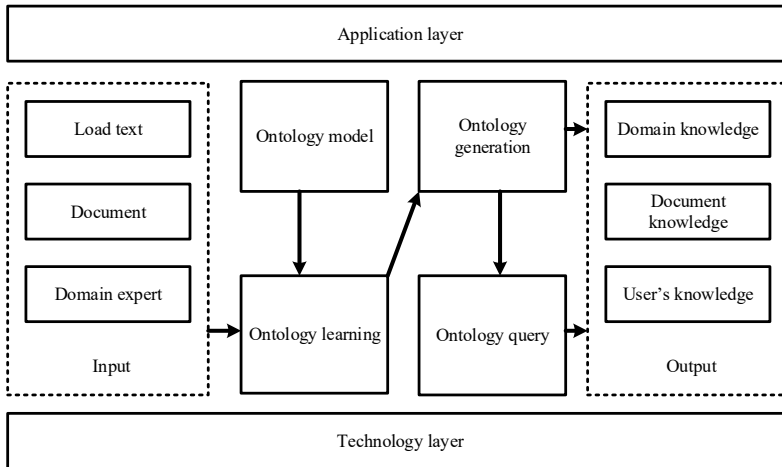 Application layer
Load text
Document
Domain expert
Input
Ontology model
Ontology learning
Ontology
generation
Ontology query
Domain knowledge
Document
knowledge
User’s knowledge
Output
Technology layer